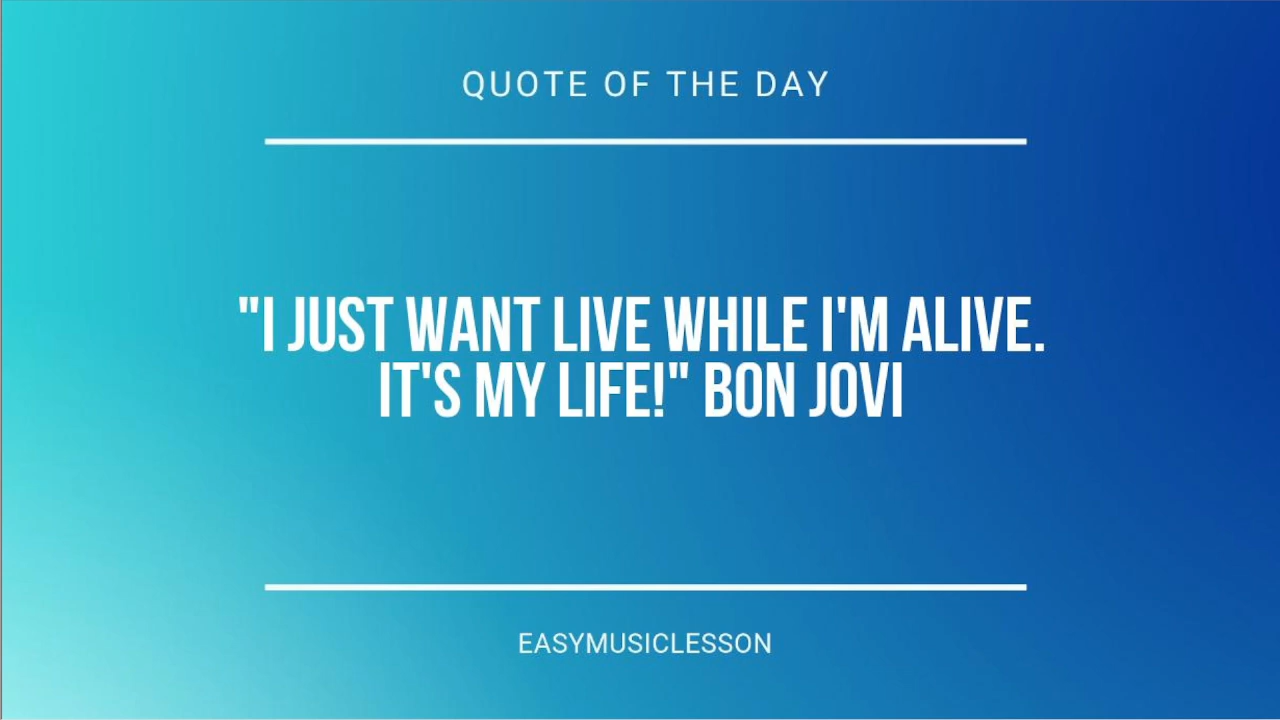 QUOTE OF THE DAY
"I JUST WANT LIVE WHILE I'M ALIVE.
IT'S MY LIFE!" BON JOVI
EASYMUSICLESSON